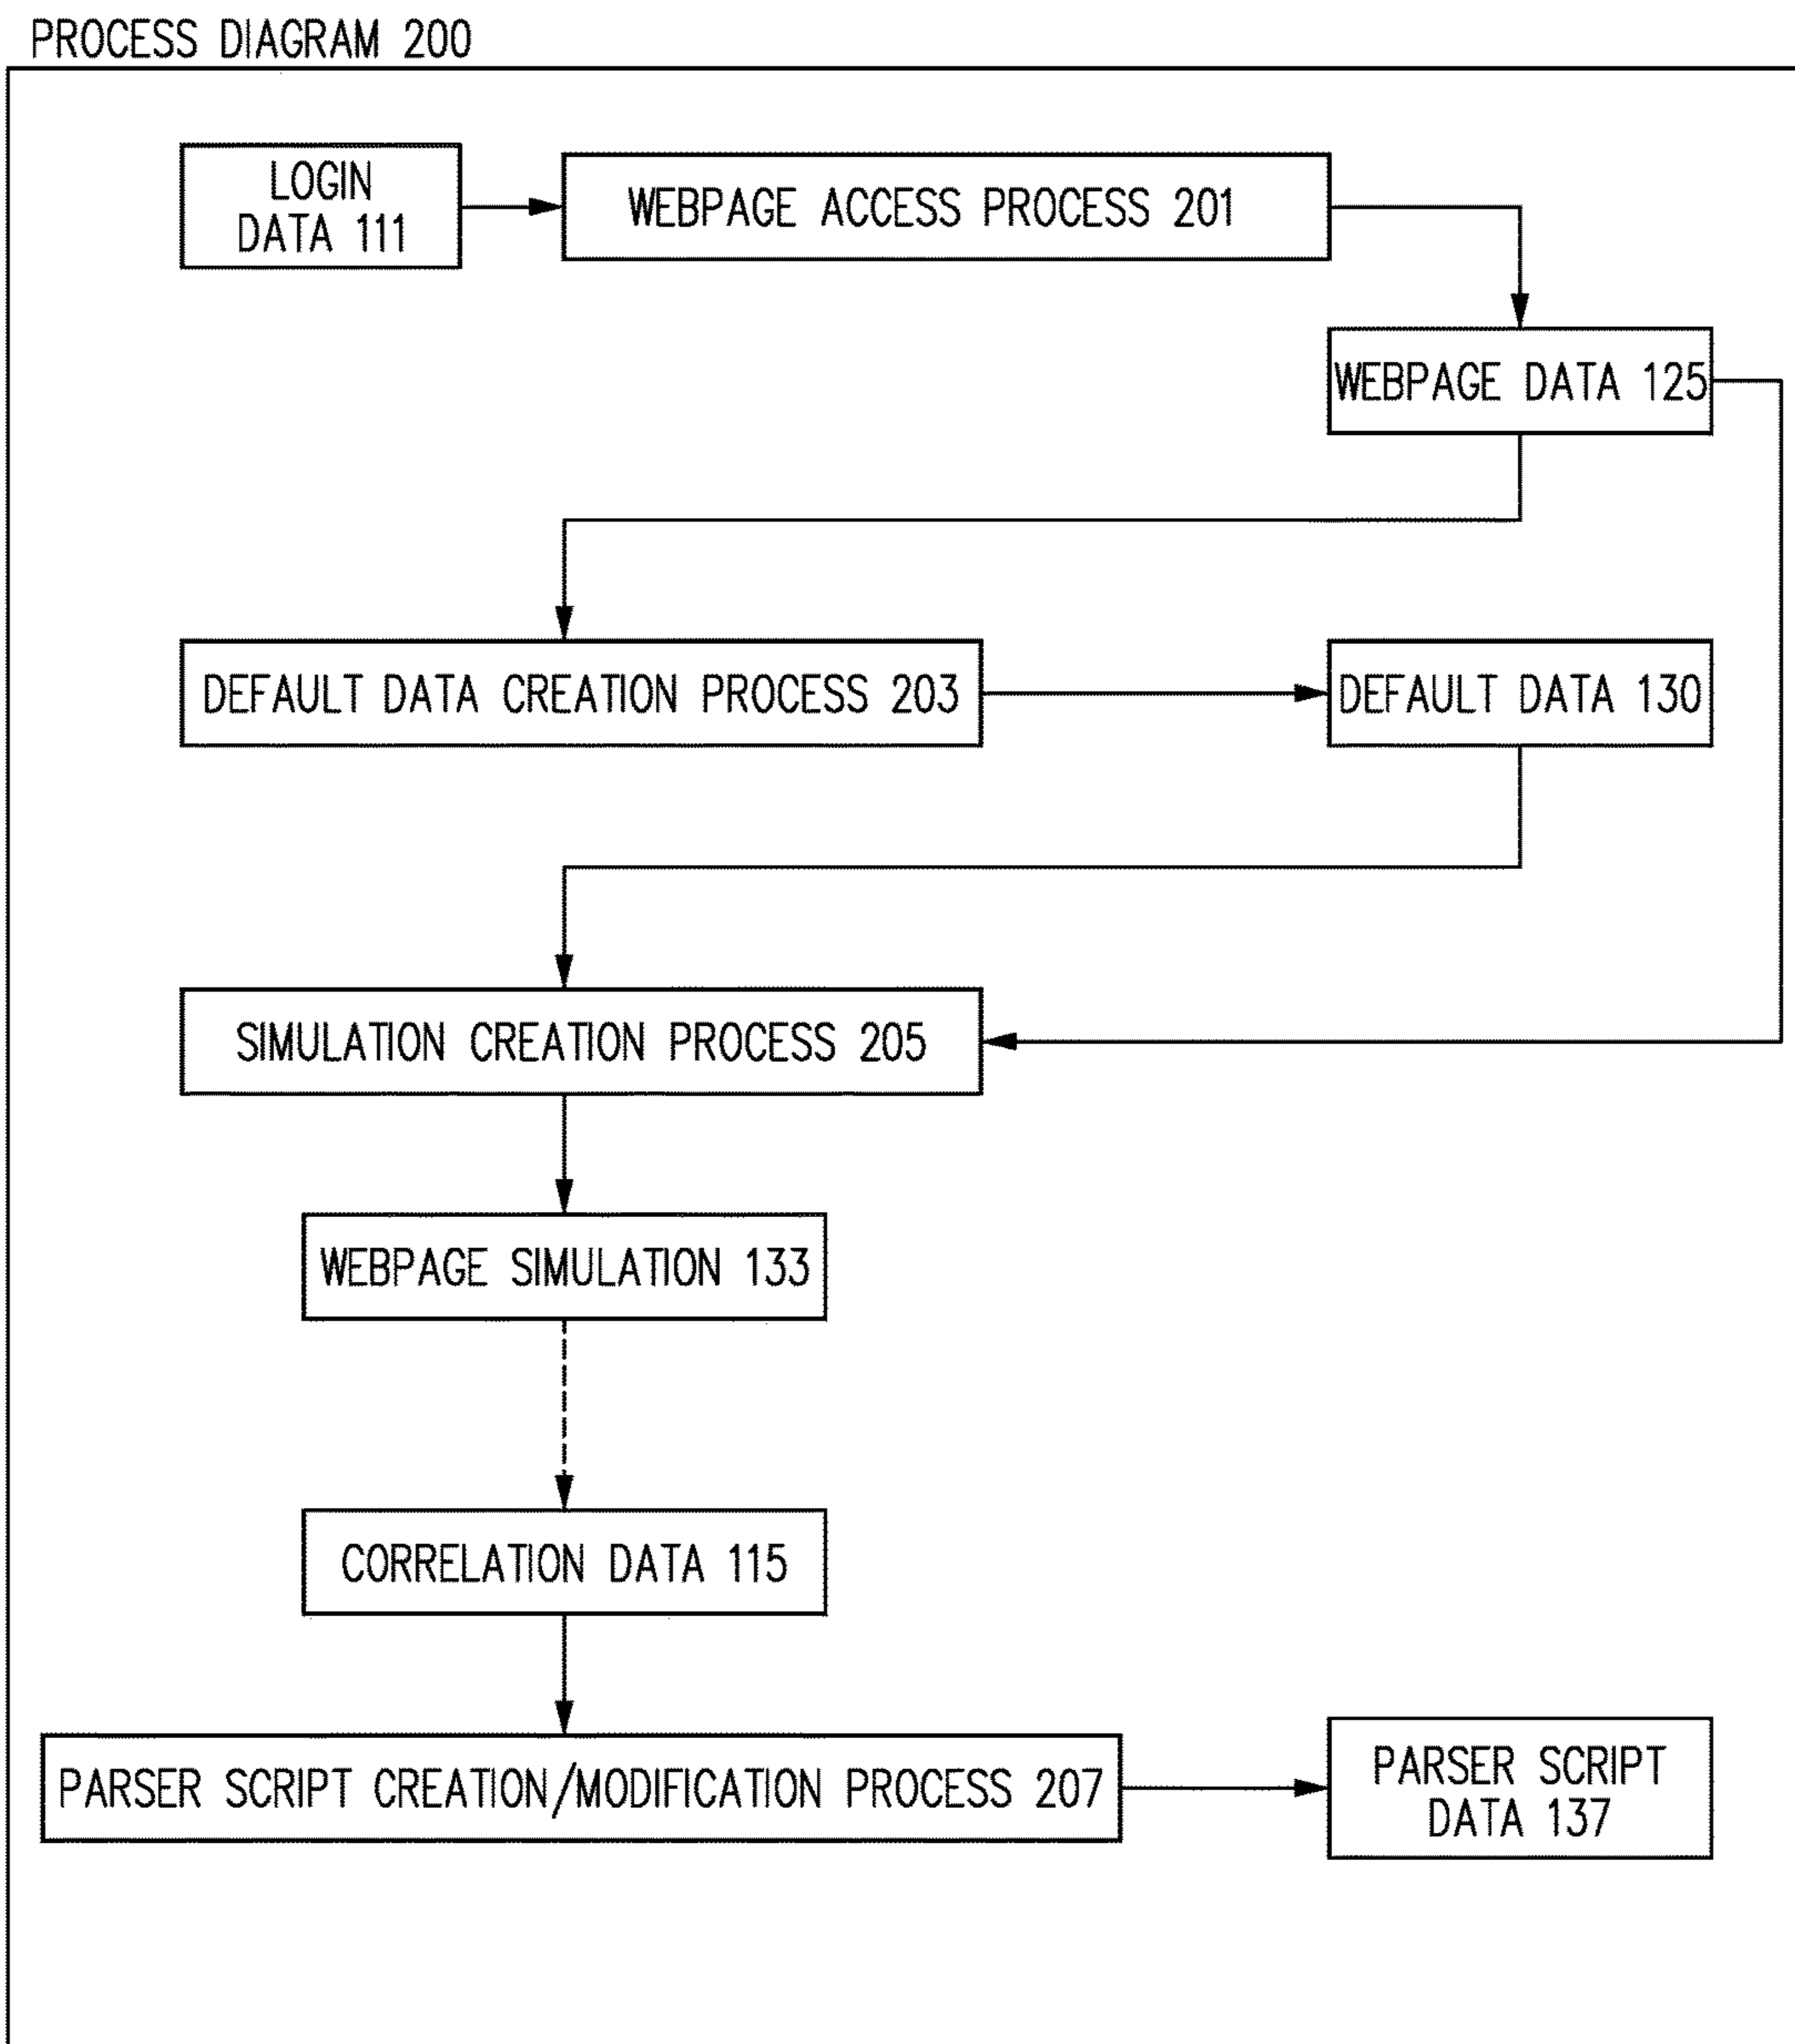 PROCESS DIAGRAM 200
LOGIN
DATA 111
WEBPAGE ACCESS PROCESS 201
WEBPAGE DATA 125
DEFAULT DATA CREATION PROCESS 203
DEFAULT DATA 130
SIMULATION CREATION PROCESS 205
WEBPAGE SIMULATION 133
CORRELATION DATA 115
PARSER SCRIPT CREATION/MODIFICATION PROCESS 207
PARSER SCRIPT
DATA 137